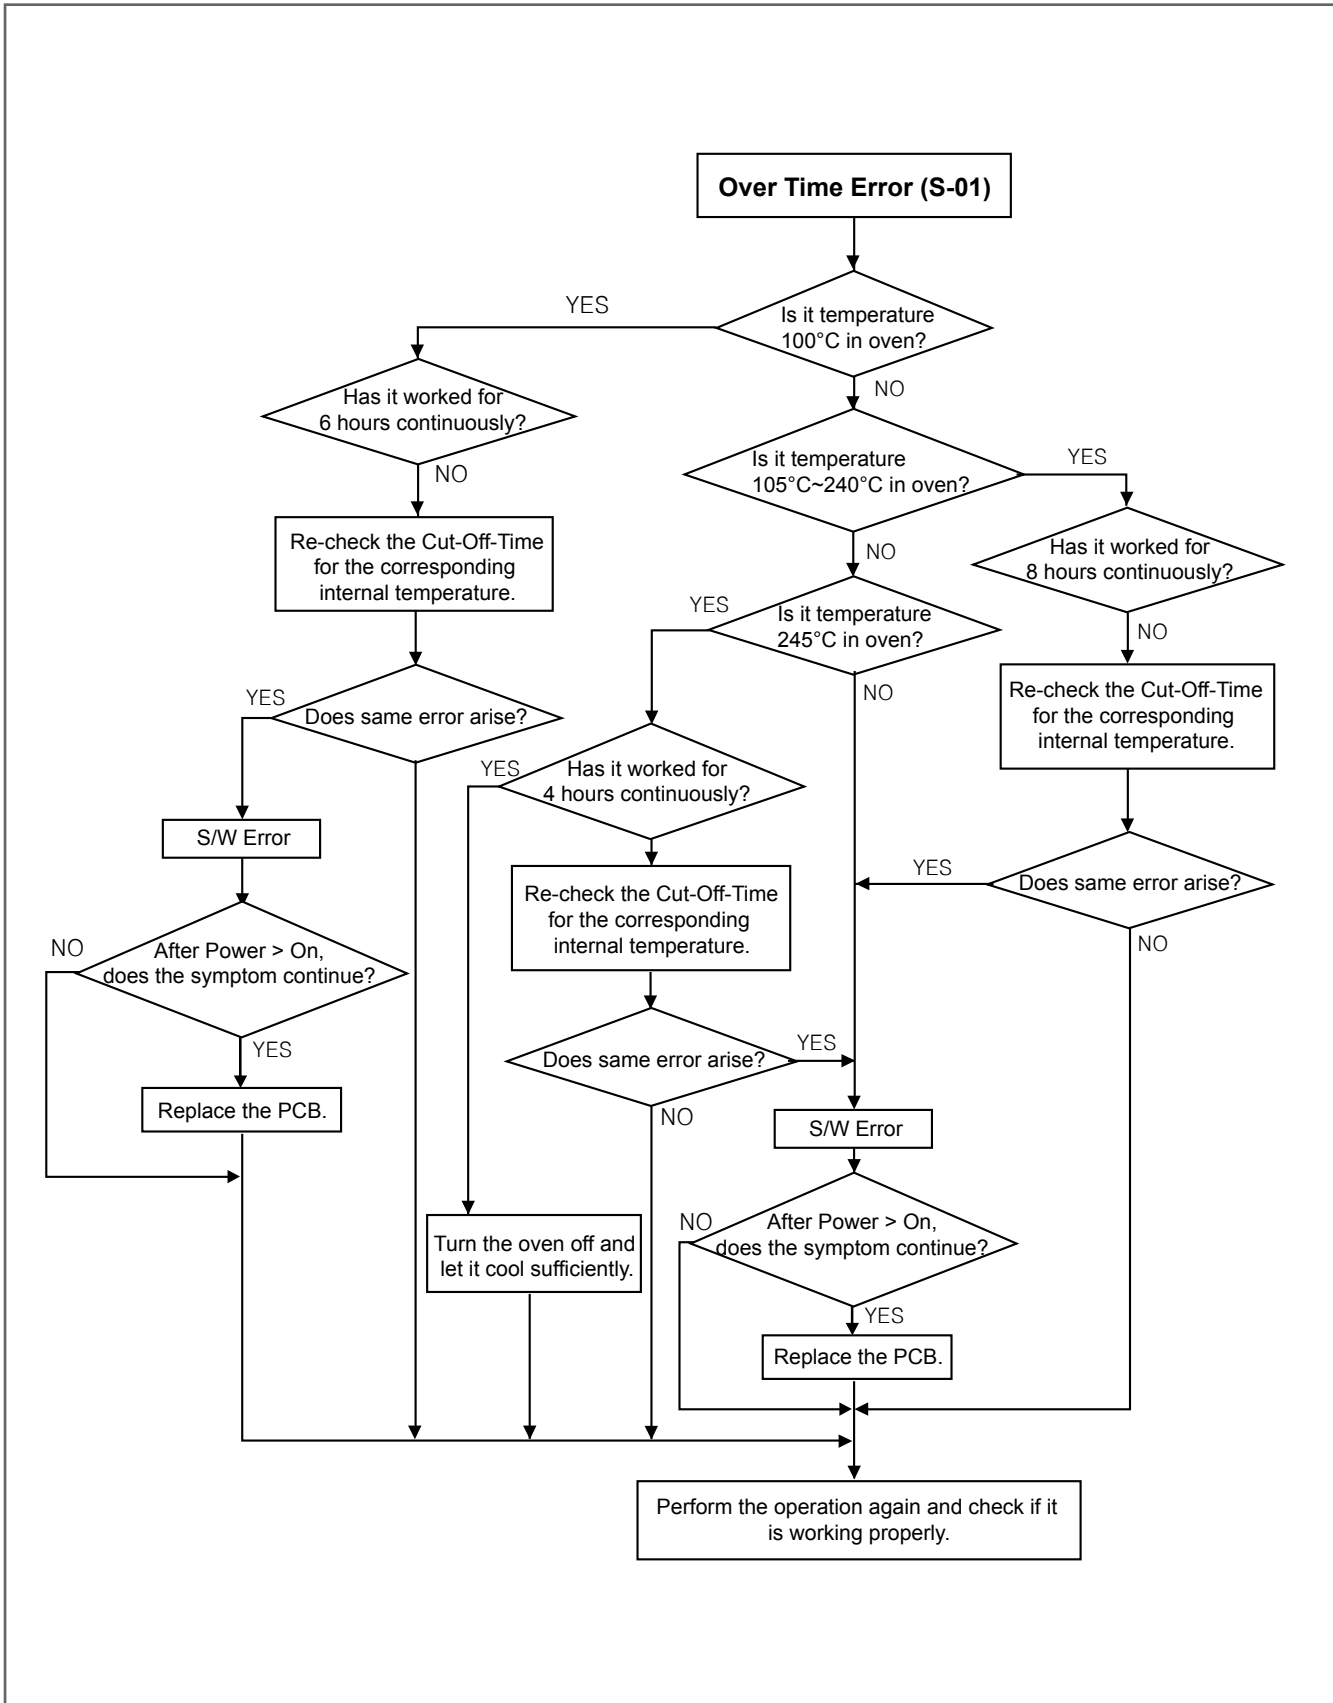 Over Time Error (S-01)
YES
Is it temperature
100°C in oven?
NO
Has it worked for
6 hours continuously?
NO
Is it temperature
105°C~240°C in oven?
YES
NO
Re-check the Cut-Off-Time
for the corresponding
internal temperature.
Has it worked for
8 hours continuously?
NO
YES
Is it temperature
245°C in oven?
NO
Re-check the Cut-Off-Time
for the corresponding
internal temperature.
YES
Does same error arise?
YES
Has it worked for
4 hours continuously?
S/W Error
Re-check the Cut-Off-Time
for the corresponding
internal temperature.
YES
Does same error arise?
NO
NO
After Power > On,
does the symptom continue?
YES
Does same error arise?
YES
NO
Replace the PCB.
S/W Error
NO
After Power > On,
does the symptom continue?
YES
Turn the oven off and
let it cool sufficiently.
Replace the PCB.
Perform the operation again and check if it
is working properly.